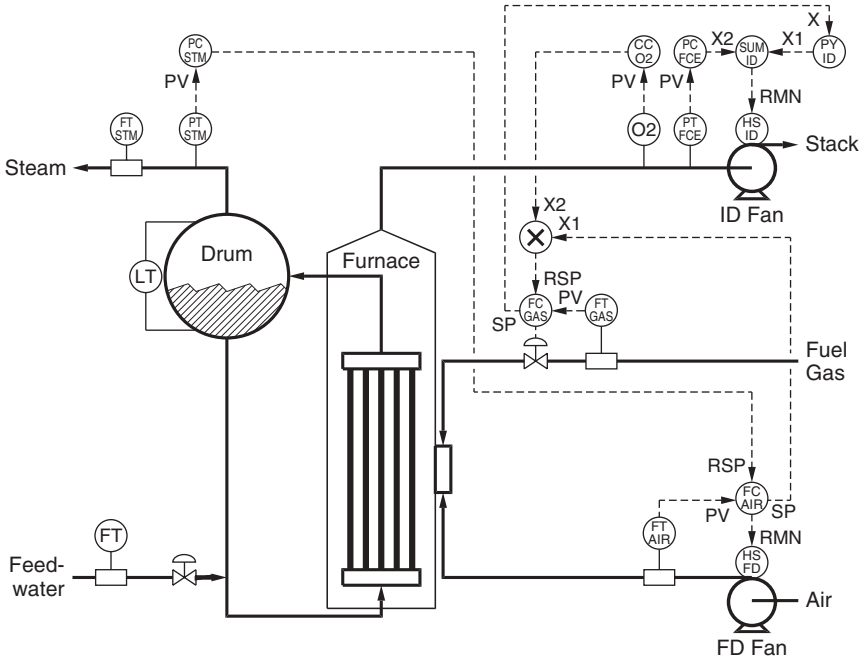 PC
STM
PV
FT
STM
PT
STM
Steam
Drum
LT
Furnace
CC
O2
PV
O2
PC
FCE
PV
PT
FCE
X2
SUM
ID
X1
X
PY
ID
RMN
HS
ID
Stack
ID Fan
X2
X1
RSP
FC
GAS
SP
PV
FT
GAS
Fuel
Gas
RSP
FC
AIR
SP
PV
FT
AIR
RMN
HS
FD
Air
FD Fan
FT
Feed-
water